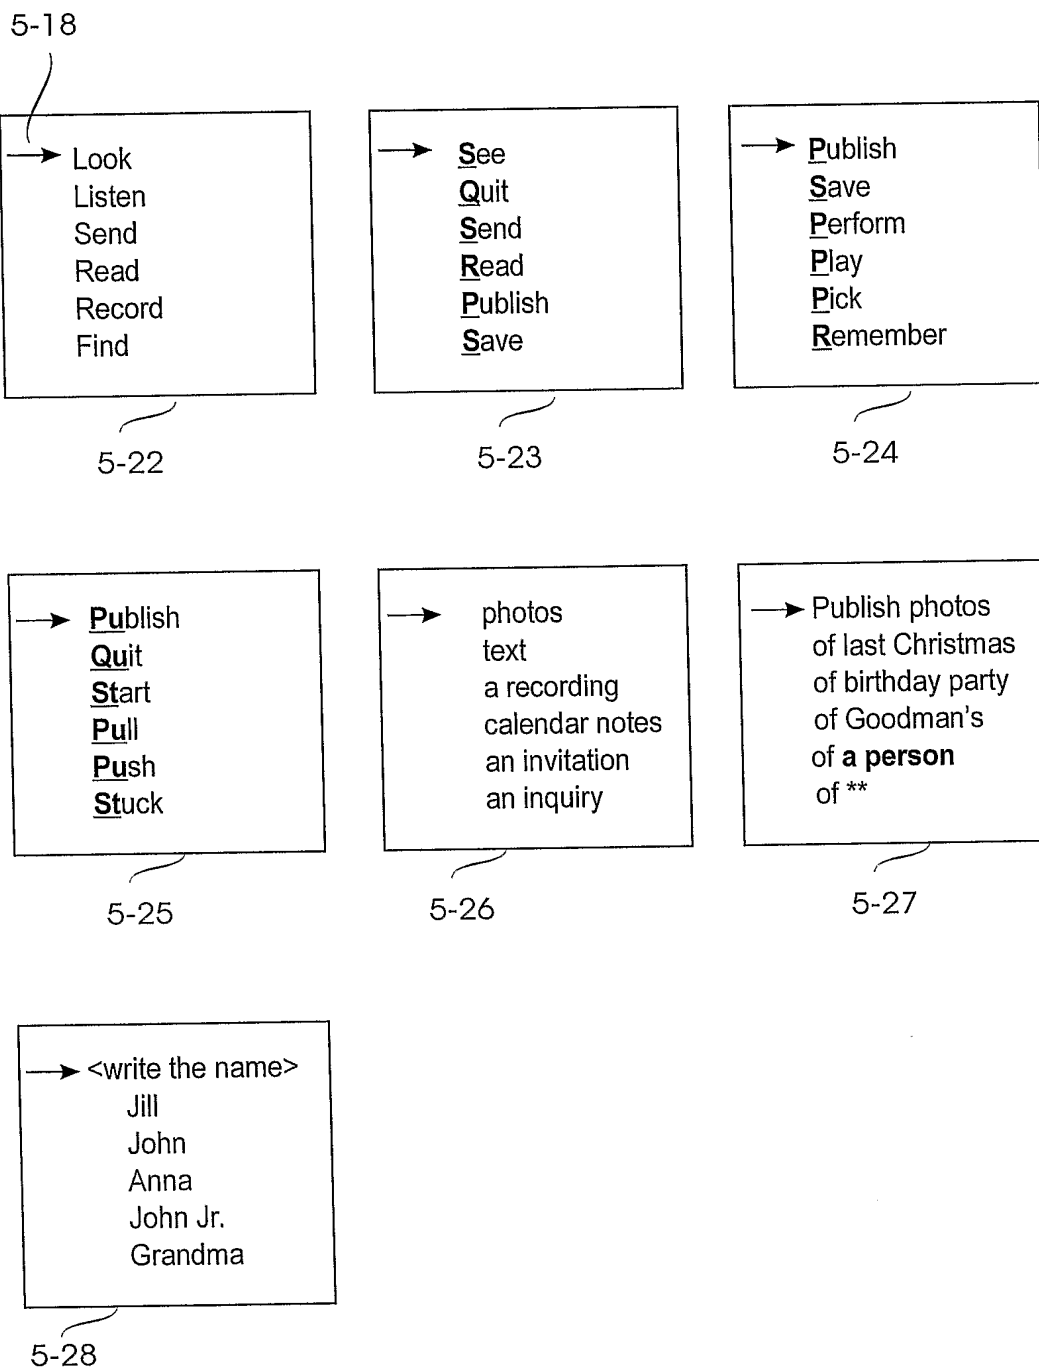 5-18
Look
Listen
Send
Read
Record
Find
5-22
See
Quit
Send
Read
Publish
Save
5-23
Publish
Save
Perform
Play
Pick
Remember
5-24
Publish
Quit
Start
Pull
Push
Stuck
5-25
photos
text
a recording
calendar notes
an invitation
an inquiry
5-26
Publish photos
of last Christmas
of birthday party
of Goodman's
of a person
of **
5-27
<write the name>
Jill
John
Anna
John Jr.
Grandma
5-28